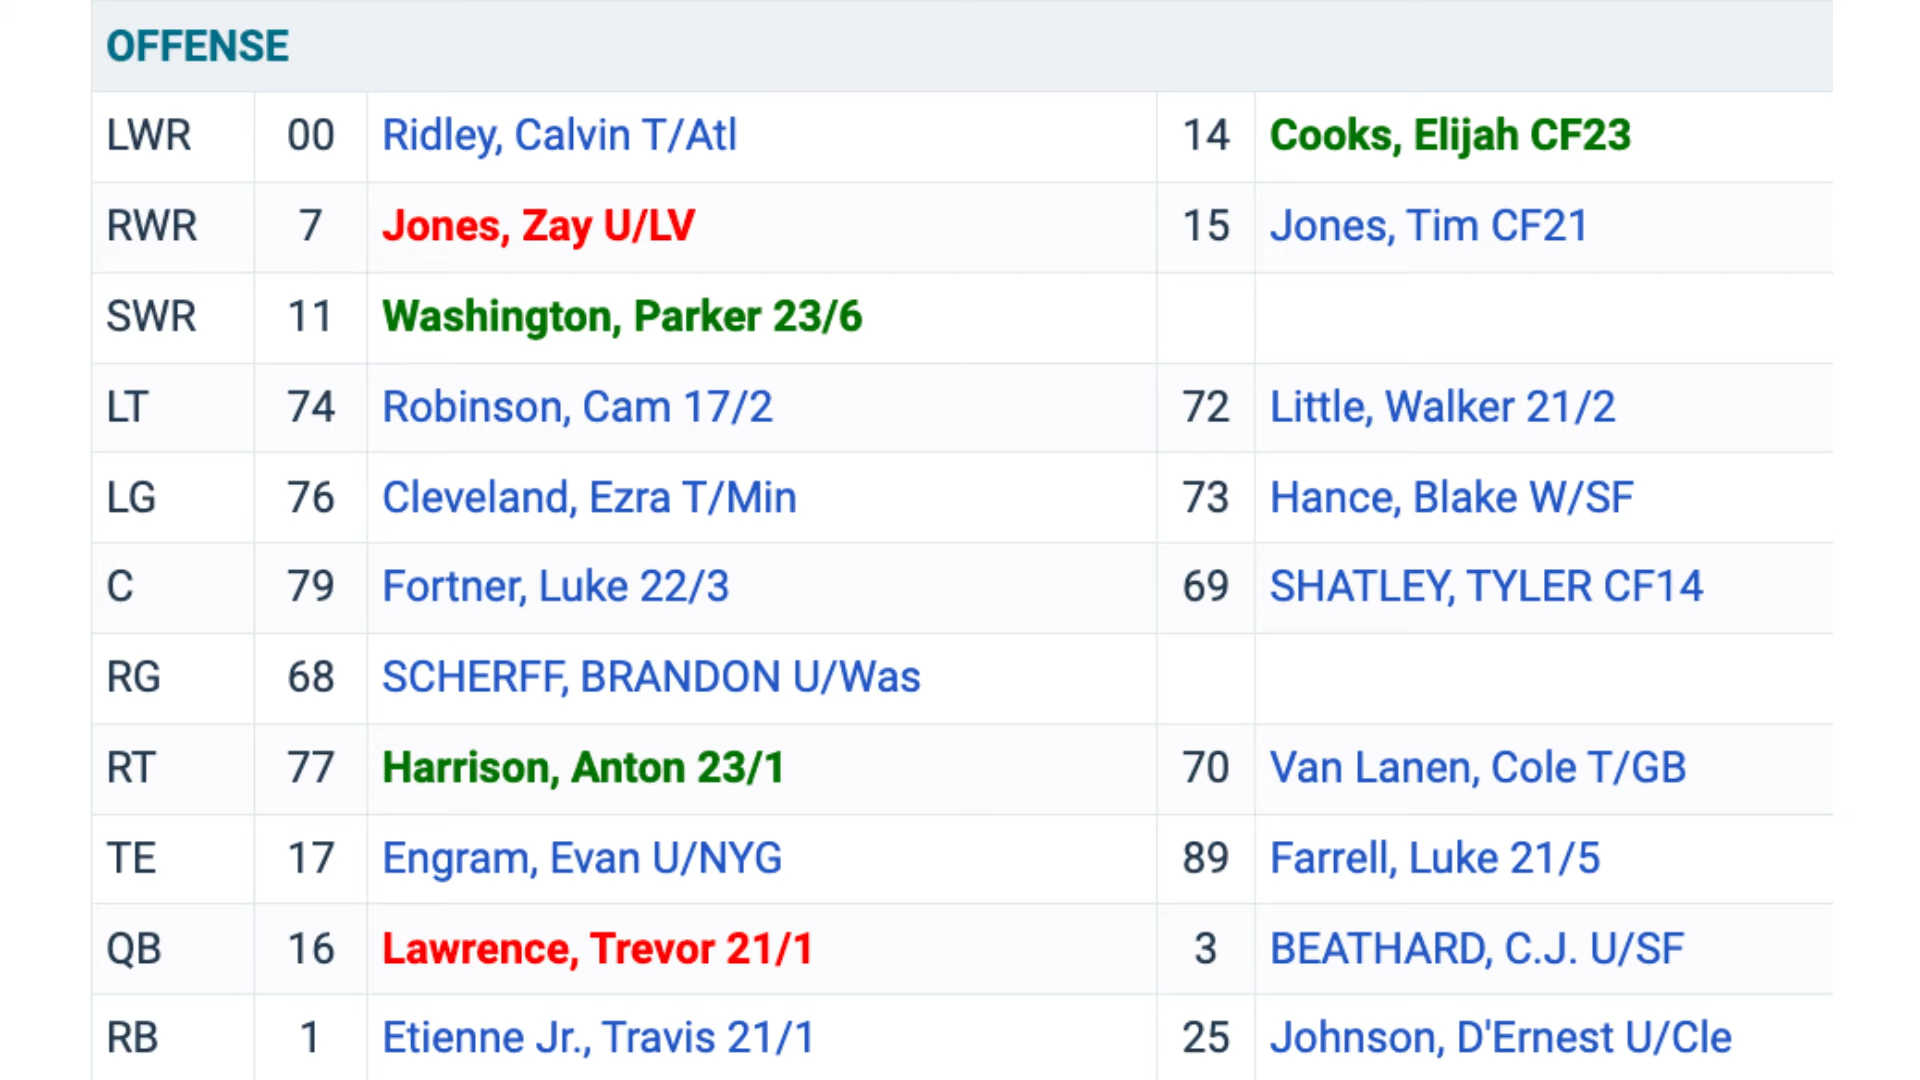 OFFENSE
LWR 00 Ridley, Calvin T/Atl 14 Cooks, Elijah CF23
RWR 7 Jones, Zay U/LV 15 Jones, Tim CF21
SWR 11 Washington, Parker 23/6
LT 74 Robinson, Cam 17/2 72 Little, Walker 21/2
LG 76 Cleveland, Ezra T/Min 73 Hance, Blake W/SF
C 79 Fortner, Luke 22/3 69 SHATLEY, TYLER CF14
RG 68 SCHERFF, BRANDON U/Was
RT 77 Harrison, Anton 23/1 70 Van Lanen, Cole T/GB
TE 17 Engram, Evan U/NYG 89 Farrell, Luke 21/5
QB 16 Lawrence, Trevor 21/1 3 BEATHARD, C.J. U/SF
RB 1 Etienne Jr., Travis 21/1 25 Johnson, D'Ernest U/Cle